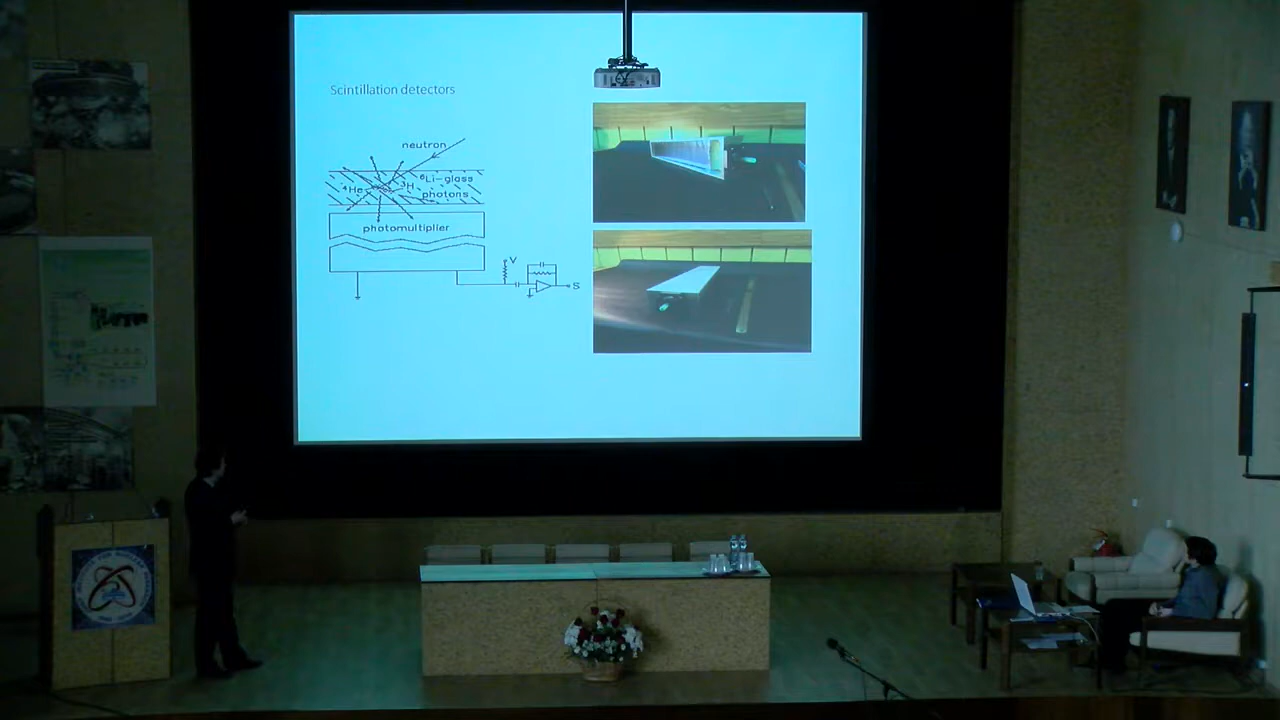 Scintillation detectors
neutron
⁴He
³H
⁶Li-glass
photons
photomultiplier
V
S